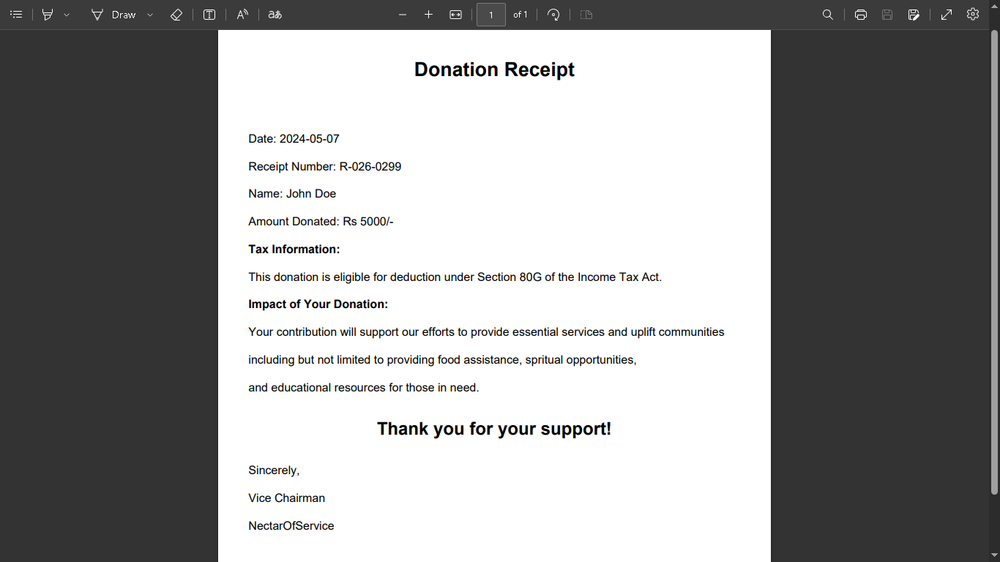 Draw
1
of 1
aあ
Donation Receipt
Date: 2024-05-07
Receipt Number: R-026-0299
Name: John Doe
Amount Donated: Rs 5000/-
Tax Information:
This donation is eligible for deduction under Section 80G of the Income Tax Act.
Impact of Your Donation:
Your contribution will support our efforts to provide essential services and uplift communities
including but not limited to providing food assistance, spritual opportunities,
and educational resources for those in need.
Thank you for your support!
Sincerely,
Vice Chairman
NectarOfService